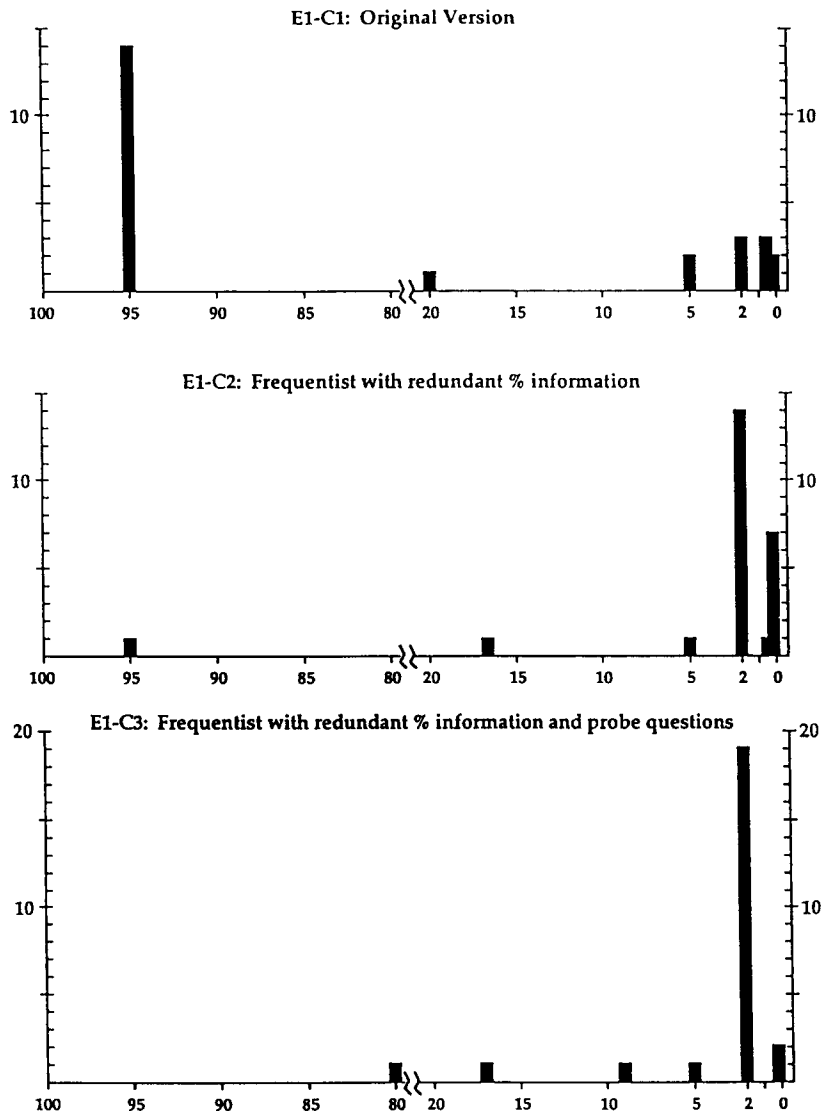 E1-C1: Original Version
10 10
100 95 90 85 80 20 15 10 5 2 0
E1-C2: Frequentist with redundant % information
10 10
100 95 90 85 80 20 15 10 5 2 0
E1-C3: Frequentist with redundant % information and probe questions
20 20
10 10
100 95 90 85 80 20 15 10 5 2 0